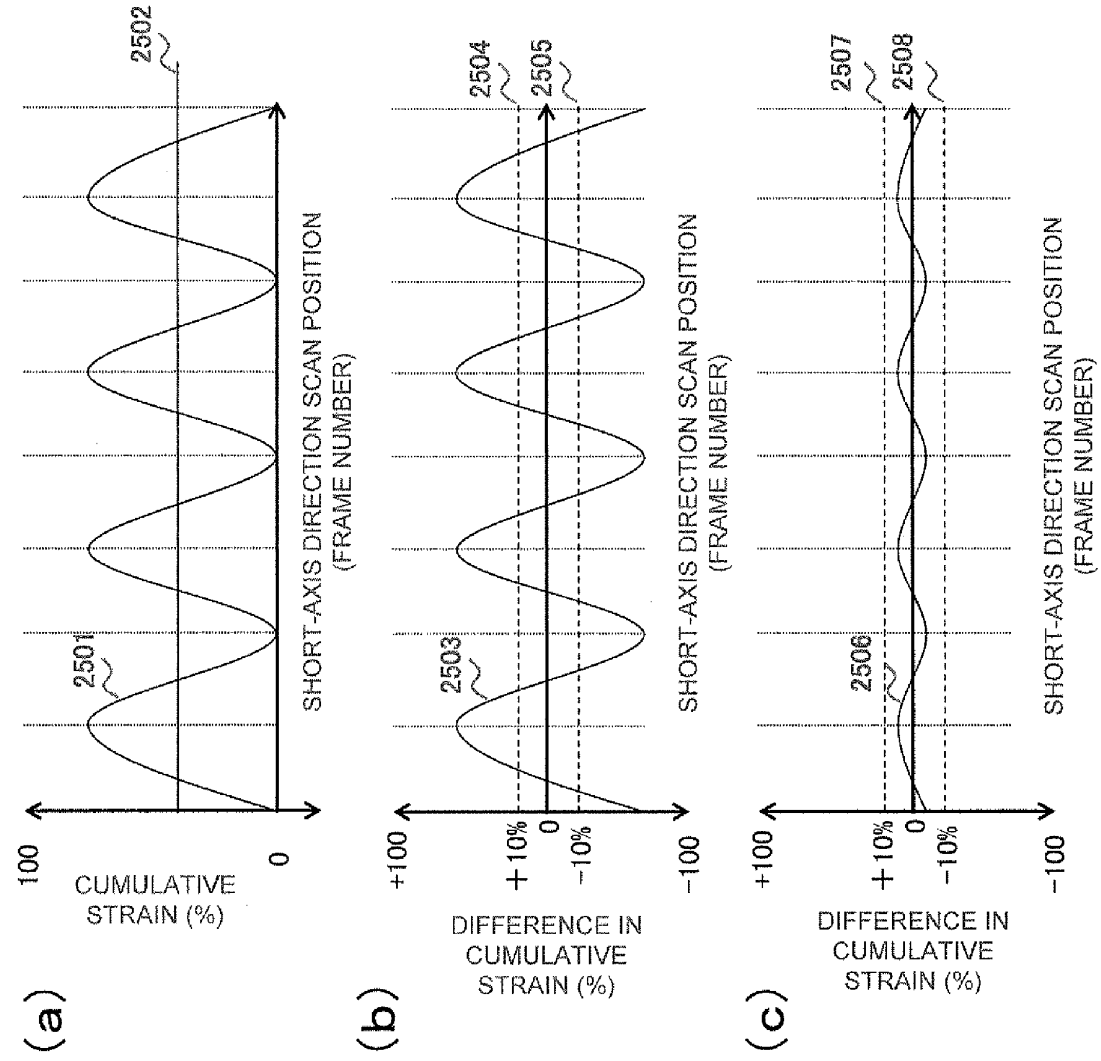 (a)
CUMULATIVE
STRAIN (%)
100
0
2501
2502
SHORT-AXIS DIRECTION SCAN POSITION
(FRAME NUMBER)
(b)
DIFFERENCE IN
CUMULATIVE
STRAIN (%)
+100
+10%
0
-10%
-100
2503
2504
2505
SHORT-AXIS DIRECTION SCAN POSITION
(FRAME NUMBER)
(c)
DIFFERENCE IN
CUMULATIVE
STRAIN (%)
+100
+10%
0
-10%
-100
2506
2507
2508
SHORT-AXIS DIRECTION SCAN POSITION
(FRAME NUMBER)